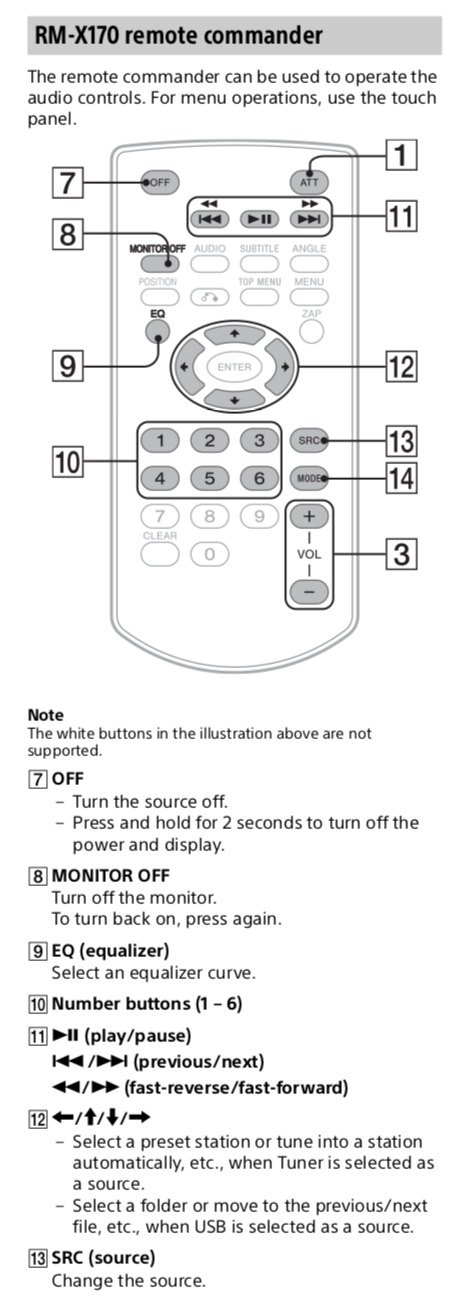 RM-X170 remote commander
The remote commander can be used to operate the
audio controls. For menu operations, use the touch
panel.
1
7
OFF
ATT
11
8
MONITOR OFF AUDIO SUBTITLE ANGLE
POSITION TOP MENU MENU
EQ ZAP
9
ENTER
12
1 2 3 SRC
13
10
4 5 6 MODE
14
7 8 9 +
CLEAR
0 VOL
3
−
Note
The white buttons in the illustration above are not
supported.
7 OFF
– Turn the source off.
– Press and hold for 2 seconds to turn off the
power and display.
8 MONITOR OFF
Turn off the monitor.
To turn back on, press again.
9 EQ (equalizer)
Select an equalizer curve.
10 Number buttons (1 – 6)
11 ⏯ (play/pause)
⏮/⏭ (previous/next)
◀◀/▶▶ (fast-reverse/fast-forward)
12 ←/↑/↓/→
– Select a preset station or tune into a station
automatically, etc., when Tuner is selected as
a source.
– Select a folder or move to the previous/next
file, etc., when USB is selected as a source.
13 SRC (source)
Change the source.